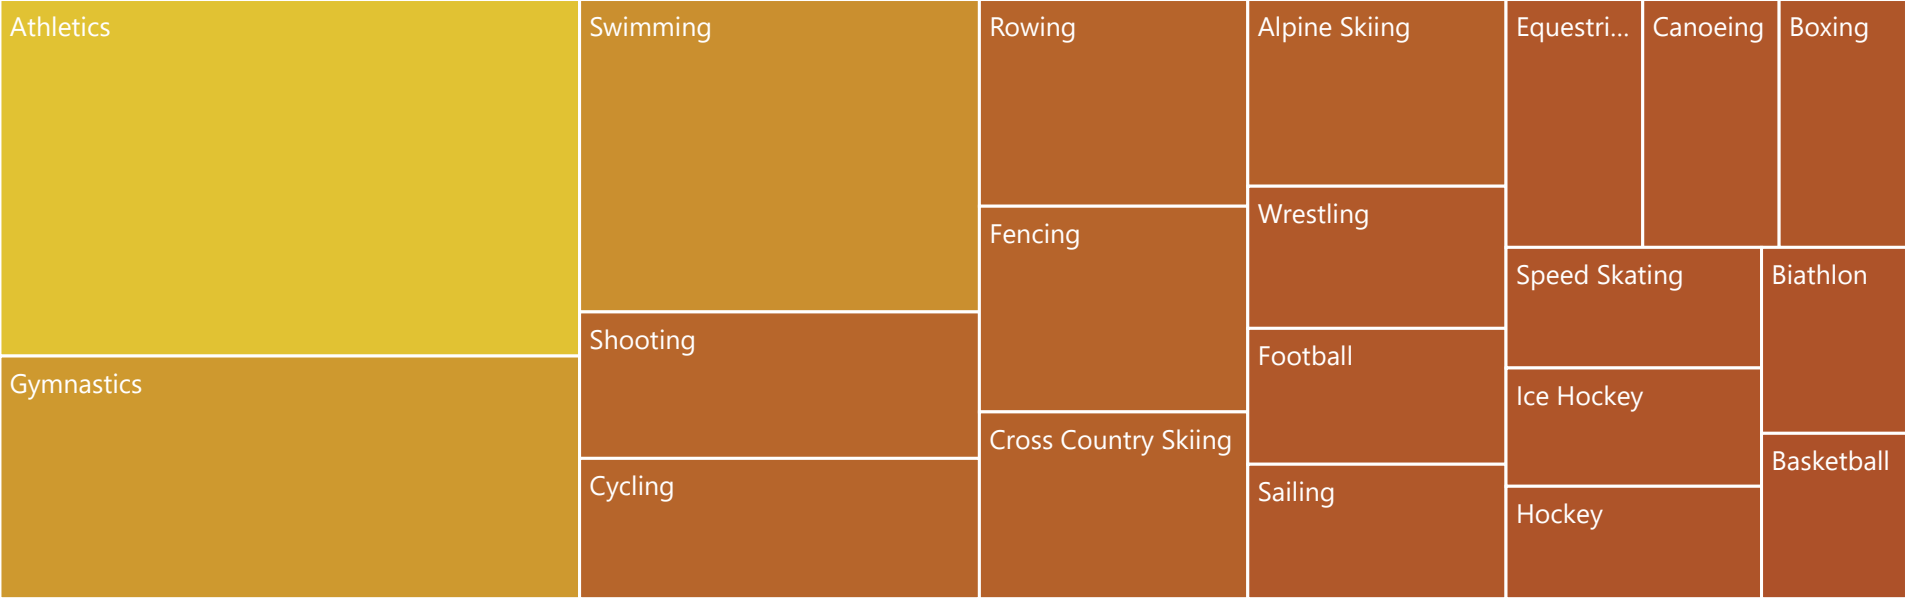 Athletics
Gymnastics
Swimming
Shooting
Cycling
Rowing
Fencing
Cross Country Skiing
Alpine Skiing
Wrestling
Football
Sailing
Equestri...
Canoeing
Boxing
Speed Skating
Ice Hockey
Hockey
Biathlon
Basketball